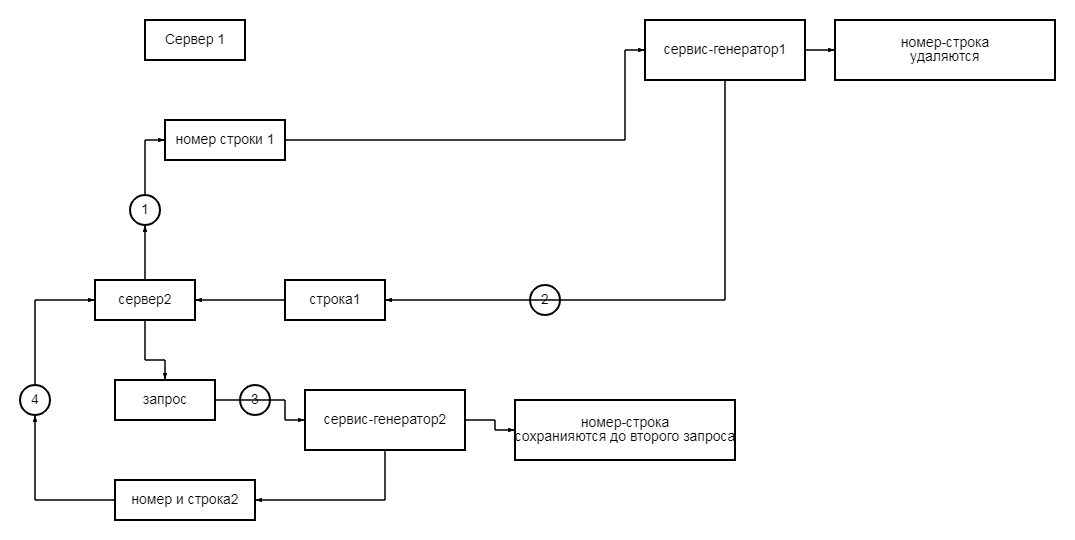 Сервер 1
сервис-генератор1
номер-строка
удаляются
номер строки 1
1
сервер2
строка1
2
4
запрос
3
сервис-генератор2
номер-строка
сохранияются до второго запроса
номер и строка2